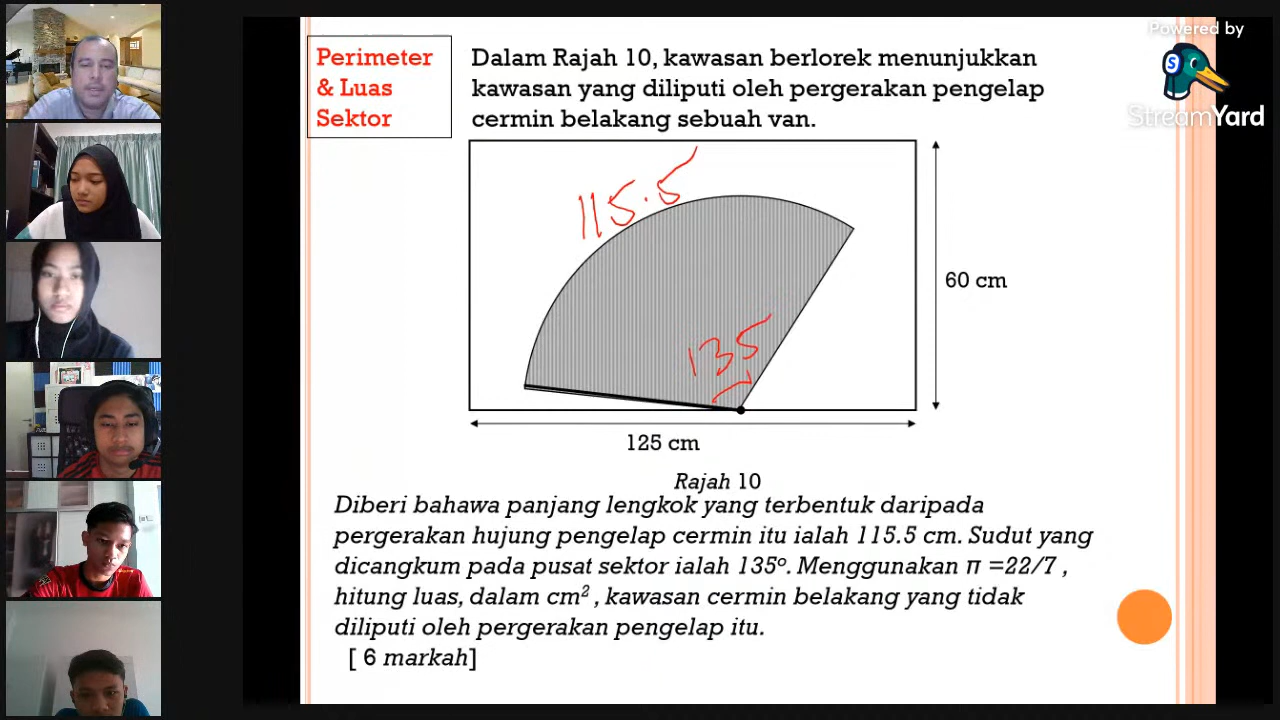 Powered by
StreamYard
Perimeter
& Luas
Sektor
Dalam Rajah 10, kawasan berlorek menunjukkan
kawasan yang diliputi oleh pergerakan pengelap
cermin belakang sebuah van.
115.5
135
60 cm
125 cm
Rajah 10
Diberi bahawa panjang lengkok yang terbentuk daripada
pergerakan hujung pengelap cermin itu ialah 115.5 cm. Sudut yang
dicangkum pada pusat sektor ialah 135º. Menggunakan π =22/7 ,
hitung luas, dalam cm² , kawasan cermin belakang yang tidak
diliputi oleh pergerakan pengelap itu.
[ 6 markah]